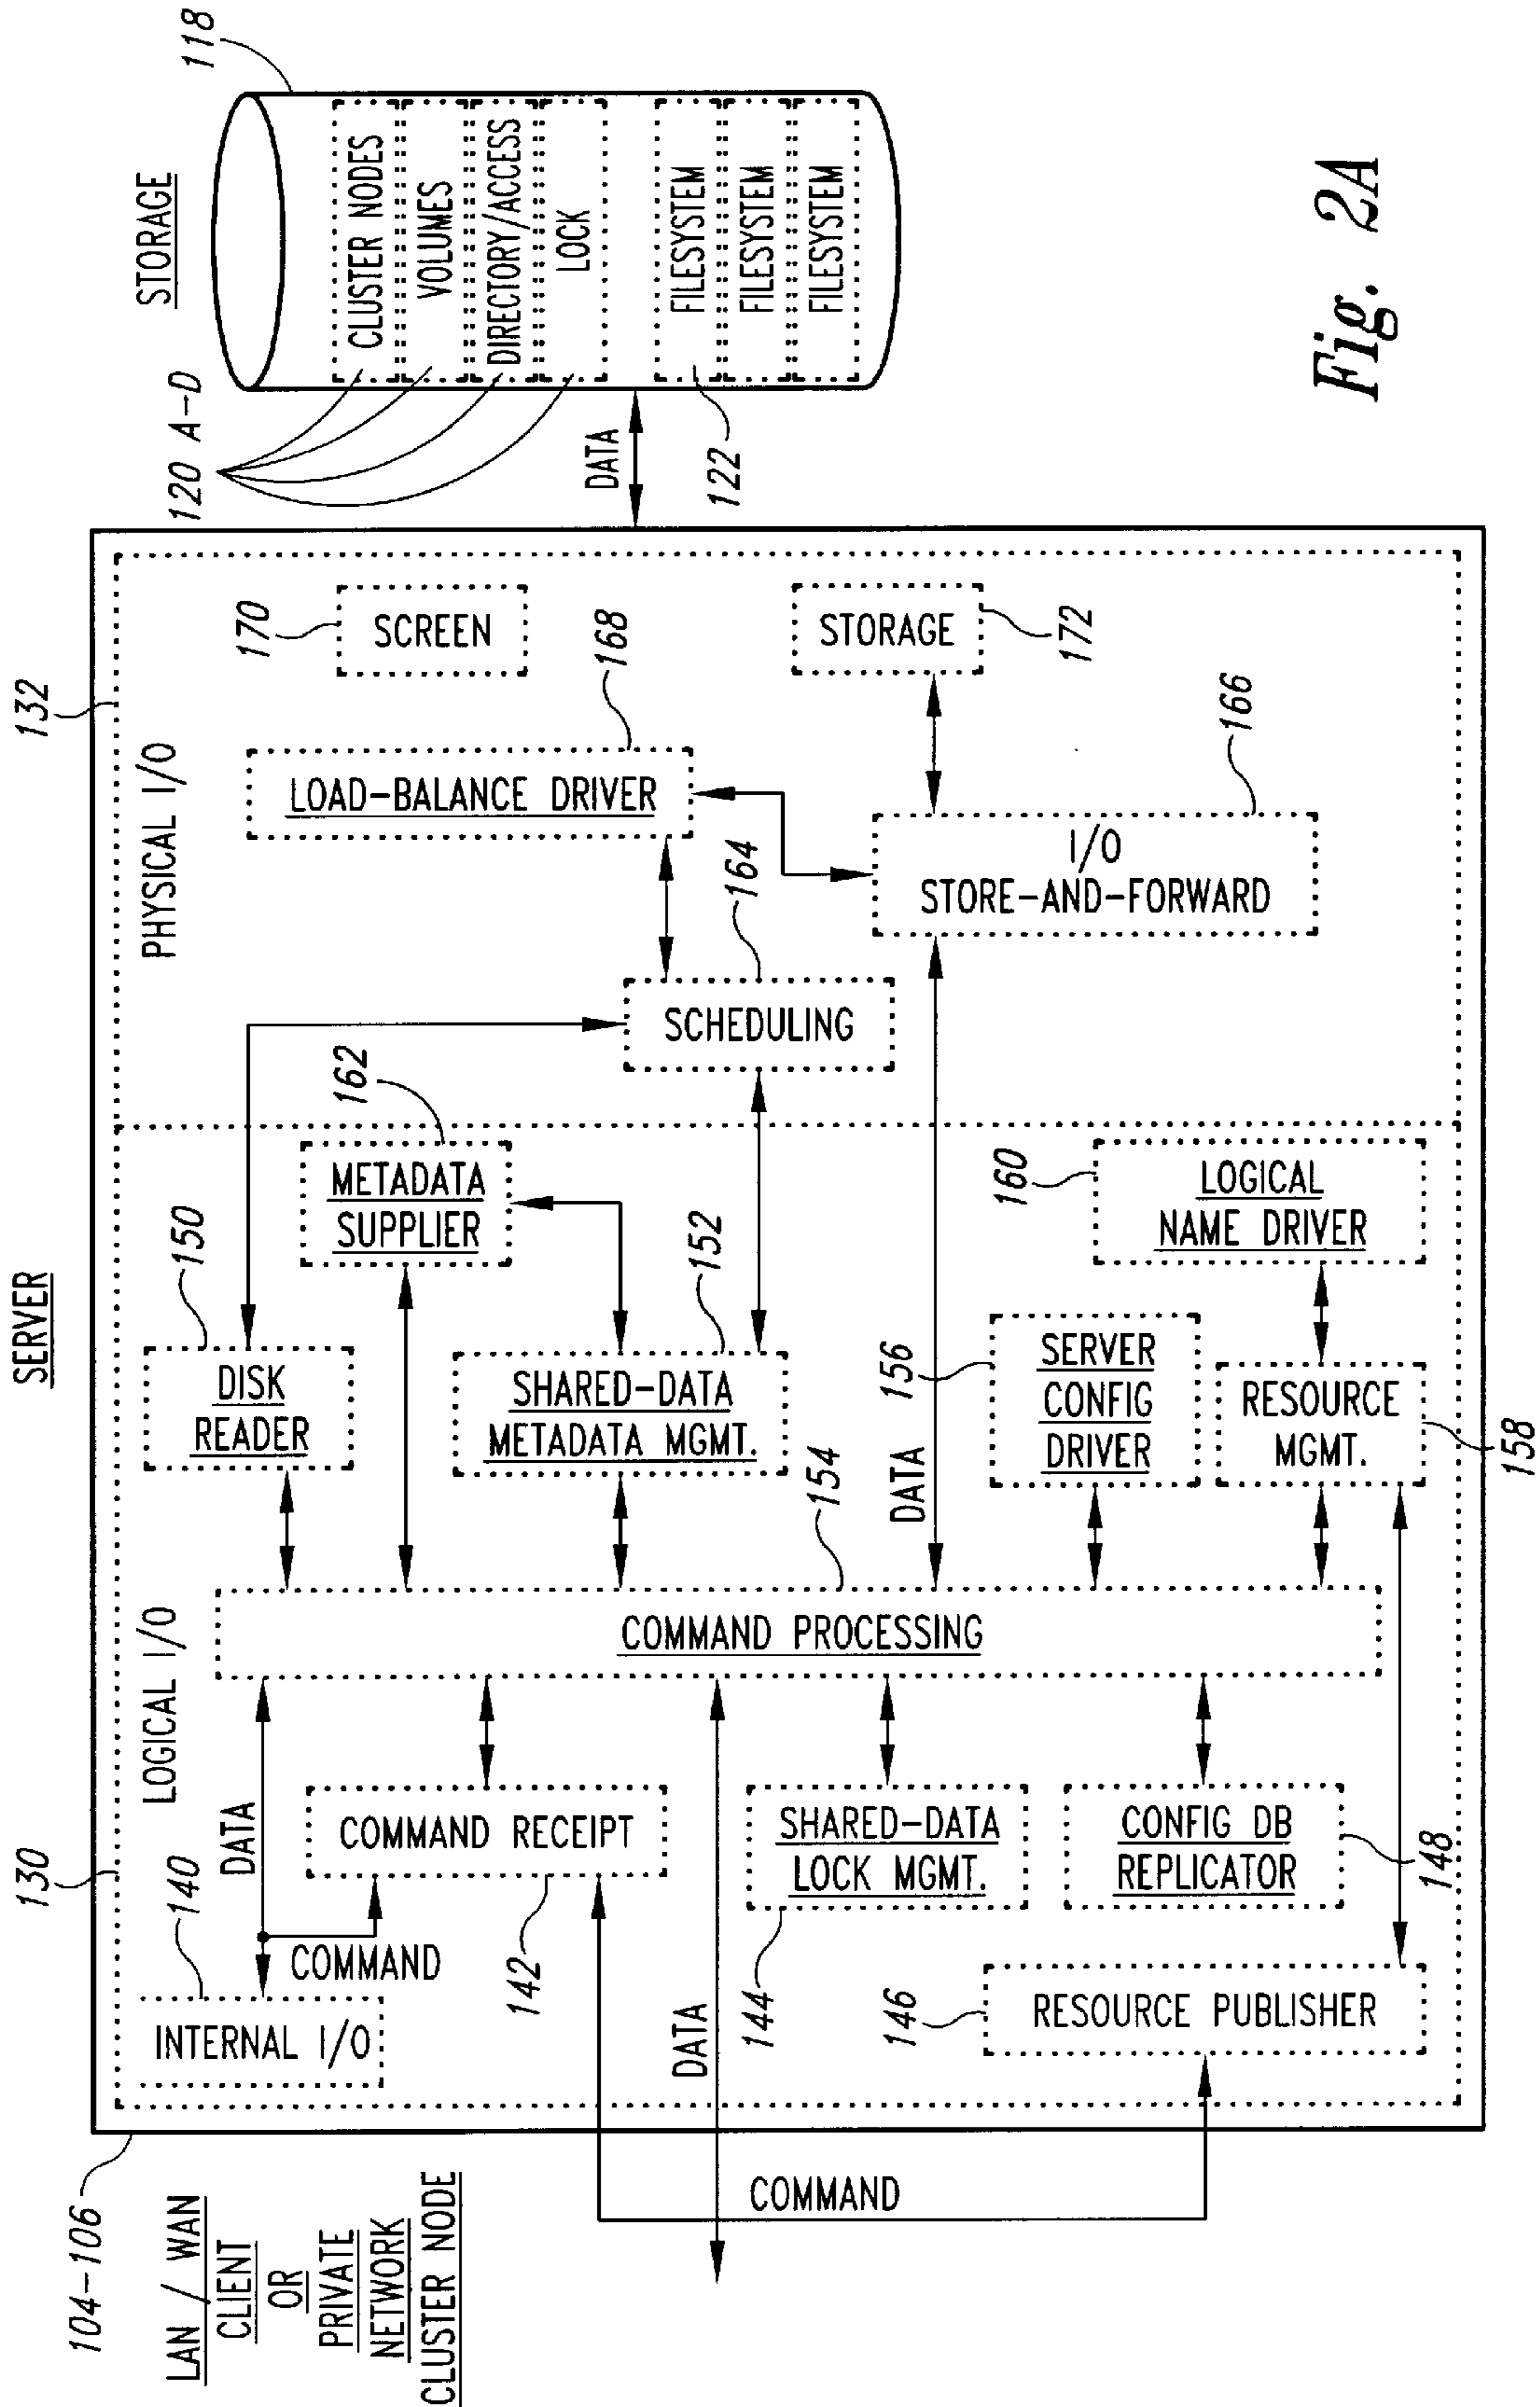 SERVER
104-106
130
132
LAN / WAN
CLIENT
OR
PRIVATE
NETWORK
CLUSTER NODE
LOGICAL I/O
PHYSICAL I/O
140
INTERNAL I/O
DATA
COMMAND
COMMAND RECEIPT
142
DATA
COMMAND
144
SHARED-DATA
LOCK MGMT.
146
RESOURCE PUBLISHER
CONFIG DB
REPLICATOR
148
COMMAND PROCESSING
154
150
DISK
READER
METADATA
SUPPLIER
162
SHARED-DATA
METADATA MGMT.
152
DATA
156
SERVER
CONFIG
DRIVER
RESOURCE
MGMT.
158
160
LOGICAL
NAME DRIVER
SCHEDULING
164
LOAD-BALANCE DRIVER
168
I/O
STORE-AND-FORWARD
166
170
SCREEN
STORAGE
172
DATA
STORAGE
118
120 A-D
CLUSTER NODES
VOLUMES
DIRECTORY/ACCESS
LOCK
122
FILESYSTEM
FILESYSTEM
FILESYSTEM
Fig. 2A